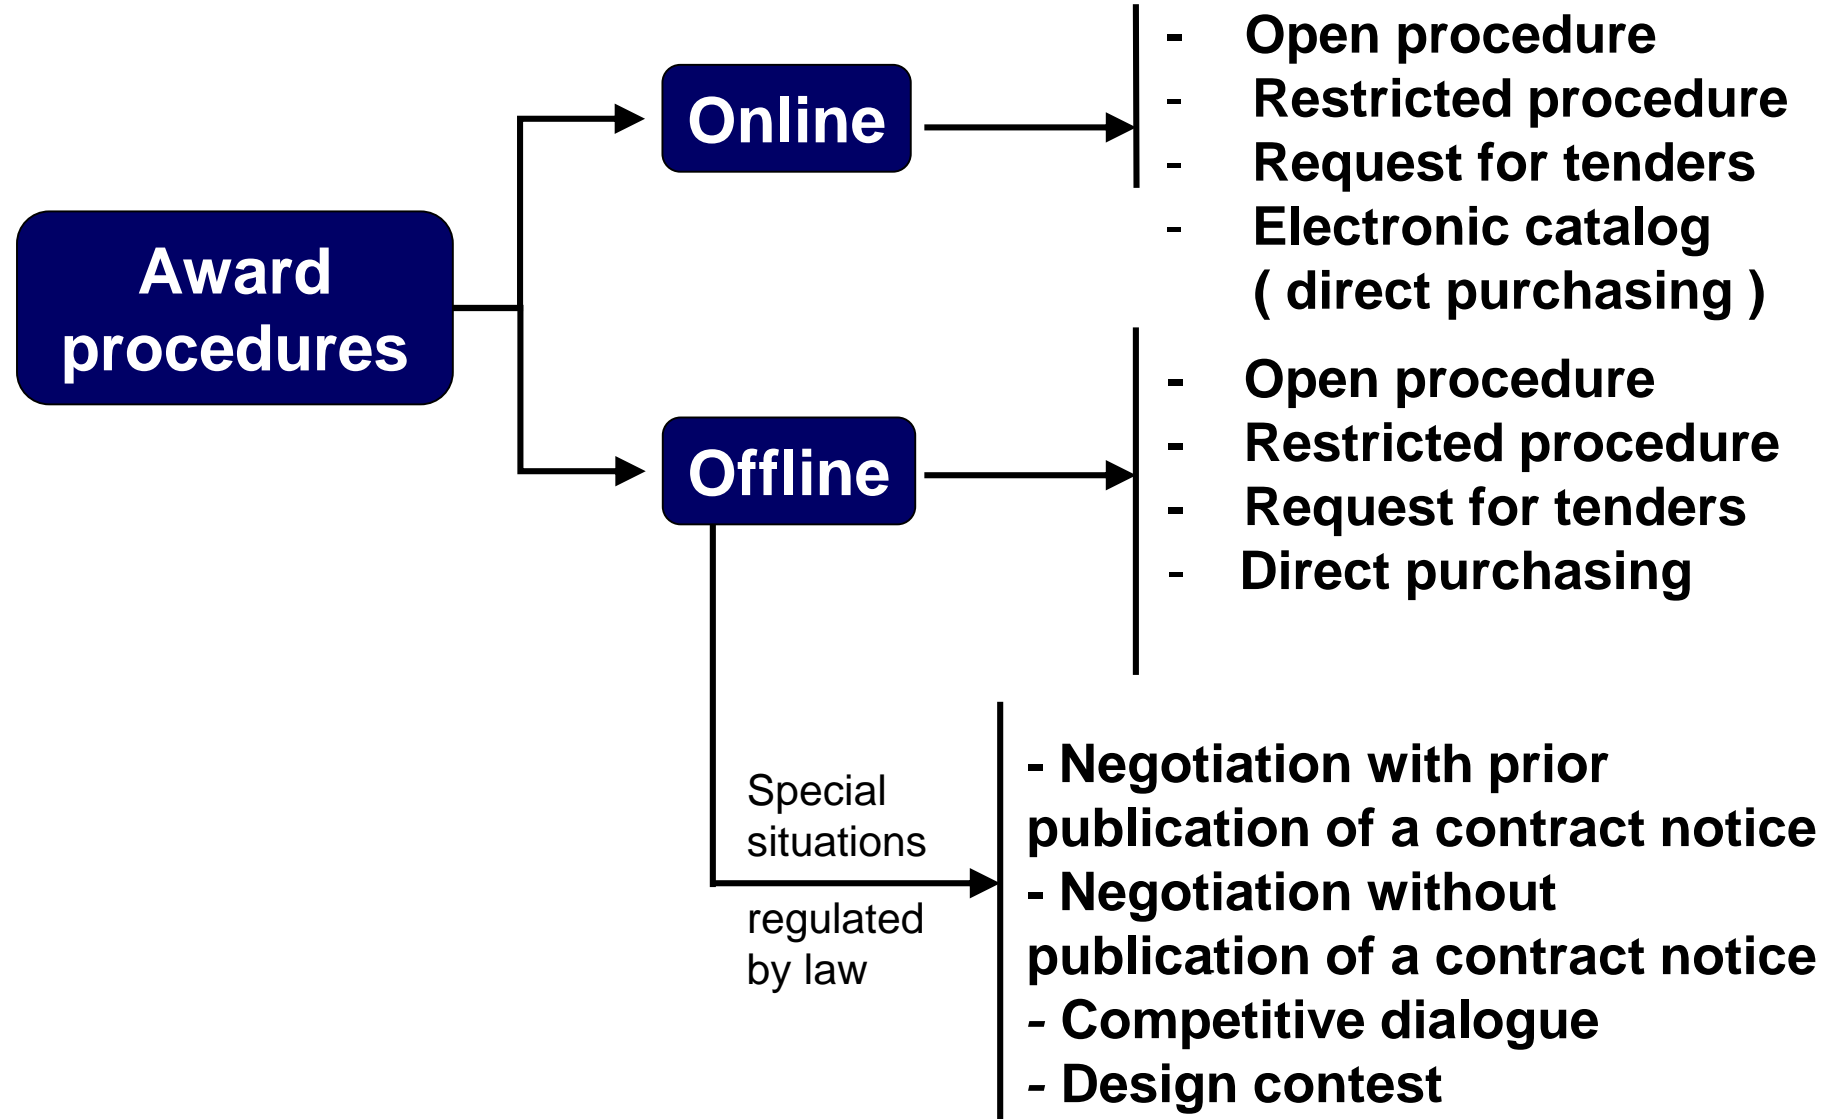 Award
procedures
Online
- Open procedure
- Restricted procedure
- Request for tenders
- Electronic catalog
( direct purchasing )
Offline
- Open procedure
- Restricted procedure
- Request for tenders
- Direct purchasing
Special
situations
regulated
by law
- Negotiation with prior
publication of a contract notice
- Negotiation without
publication of a contract notice
- Competitive dialogue
- Design contest